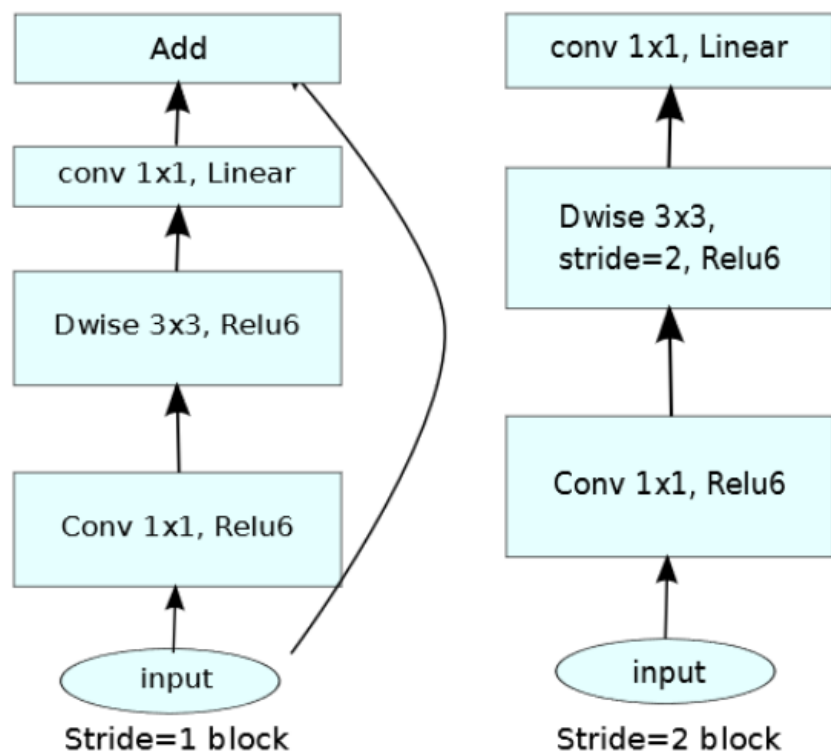 Add
conv 1x1, Linear
Dwise 3x3, Relu6
Conv 1x1, Relu6
input
Stride=1 block
conv 1x1, Linear
Dwise 3x3,
stride=2, Relu6
Conv 1x1, Relu6
input
Stride=2 block